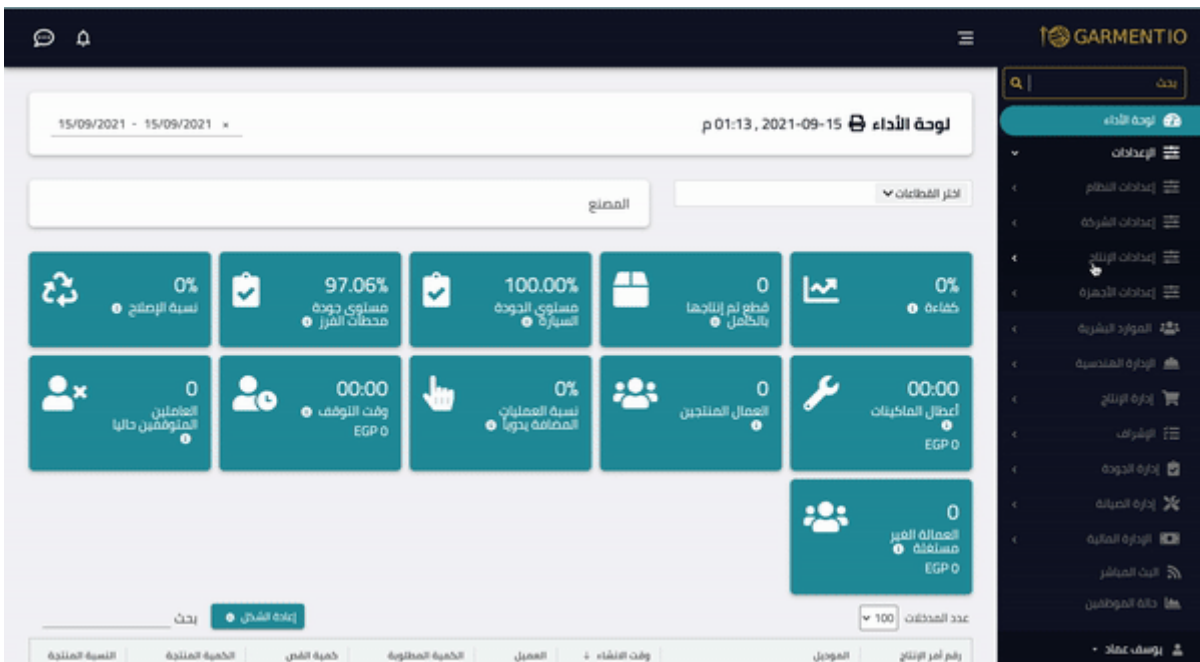 GARMENTIO
بحث
لوحة الأداء
الإعدادات
إعدادات النظام
إعدادات الشركة
إعدادات الإنتاج
إعدادات الأجهزة
الموارد البشرية
الإدارة الهندسية
إدارة الإنتاج
الإشراف
إدارة الجودة
إدارة الصيانة
الإدارة المالية
البث المباشر
حالة الموظفين
يوسف عماد
لوحة الأداء 15-09-2021 , 01:13 م
15/09/2021 - 15/09/2021 ×
اختر القطاعات
المصنع
0%
كفاءة
0
قطع تم إنتاجها
بالكامل
100.00%
مستوى الجودة
السيارة
97.06%
مستوى جودة
محطات الفرز
0%
نسبة الإصلاح
00:00
أعطال الماكينات
EGP 0
0
العمال المنتجين
0%
نسبة العمليات
المضافة يدوياً
00:00
وقت التوقف
EGP 0
0
العاملين
المتوقفين حاليا
0
العمالة الغير
مستغلة
EGP 0
عدد المدخلات 100
إعادة الشكل
بحث
رقم أمر الإنتاج
الموديل
وقت الانشاء ↓
العميل
الكمية المطلوبة
كمية القص
الكمية المنتجة
النسبة المنتجة